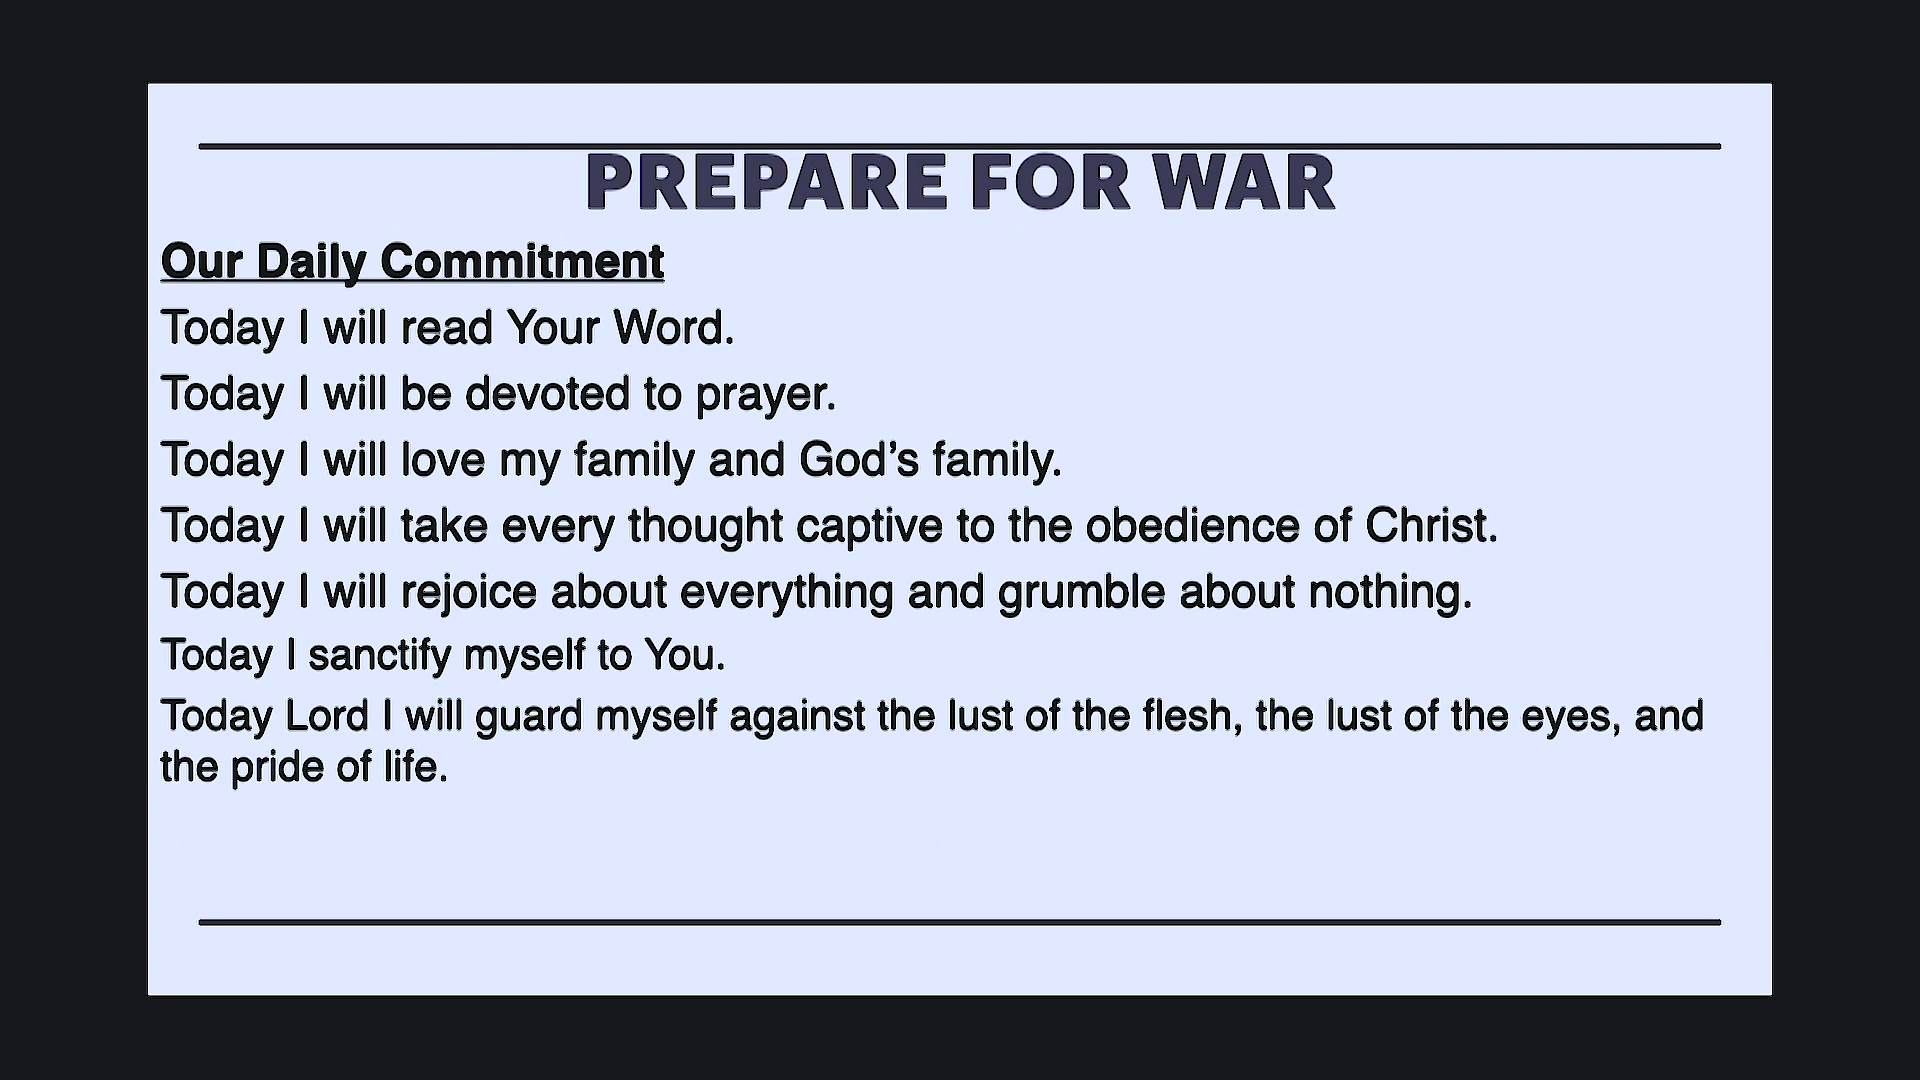 PREPARE FOR WAR
Our Daily Commitment
Today I will read Your Word.
Today I will be devoted to prayer.
Today I will love my family and God’s family.
Today I will take every thought captive to the obedience of Christ.
Today I will rejoice about everything and grumble about nothing.
Today I sanctify myself to You.
Today Lord I will guard myself against the lust of the flesh, the lust of the eyes, and
the pride of life.